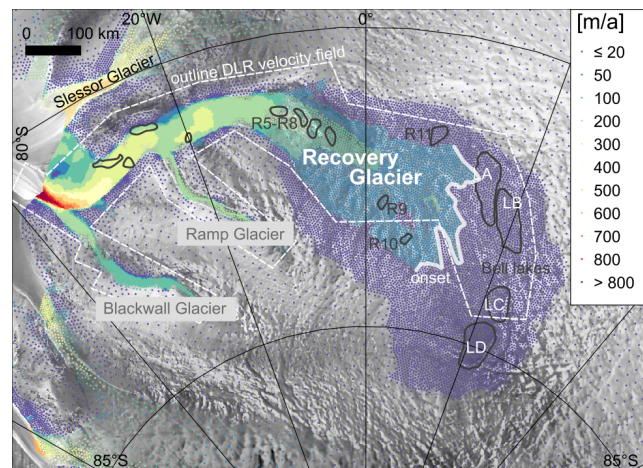 20°W
0°
[m/a]
0
100 km
≤ 20
50
100
200
300
400
500
600
700
800
> 800
Slessor Glacier
outline DLR velocity field
80°S
R5-R8
R11
Recovery
Glacier
A
LB
R9
Ramp Glacier
R10
Bell lakes
onset
Blackwall Glacier
LC
LD
85°S
85°S